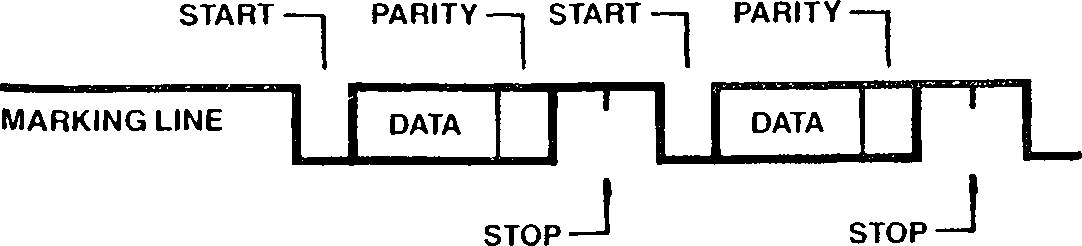 START PARITY START PARITY
MARKING LINE DATA DATA
STOP STOP